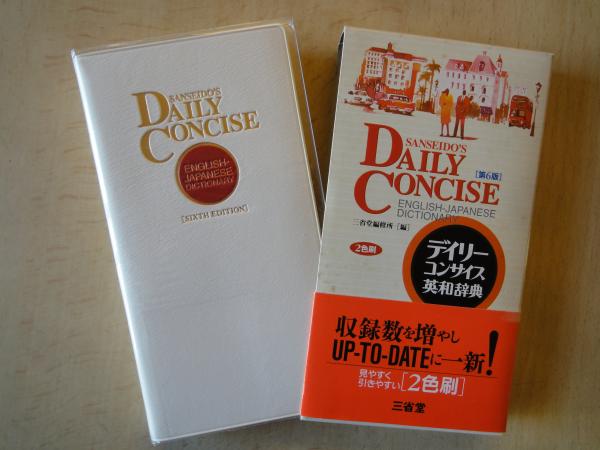 SANSEIDO'S
DAILY
CONCISE
ENGLISH-
JAPANESE
DICTIONARY
[SIXTH EDITION]
SANSEIDO'S
DAILY
[第6版]
CONCISE
ENGLISH-JAPANESE
DICTIONARY
三省堂編修所[編]
2色刷
デイリー
コンサイス
英和辞典
収録数を増やし
UP-TO-DATEに一新!
見やすく
引きやすい[2色刷]
三省堂